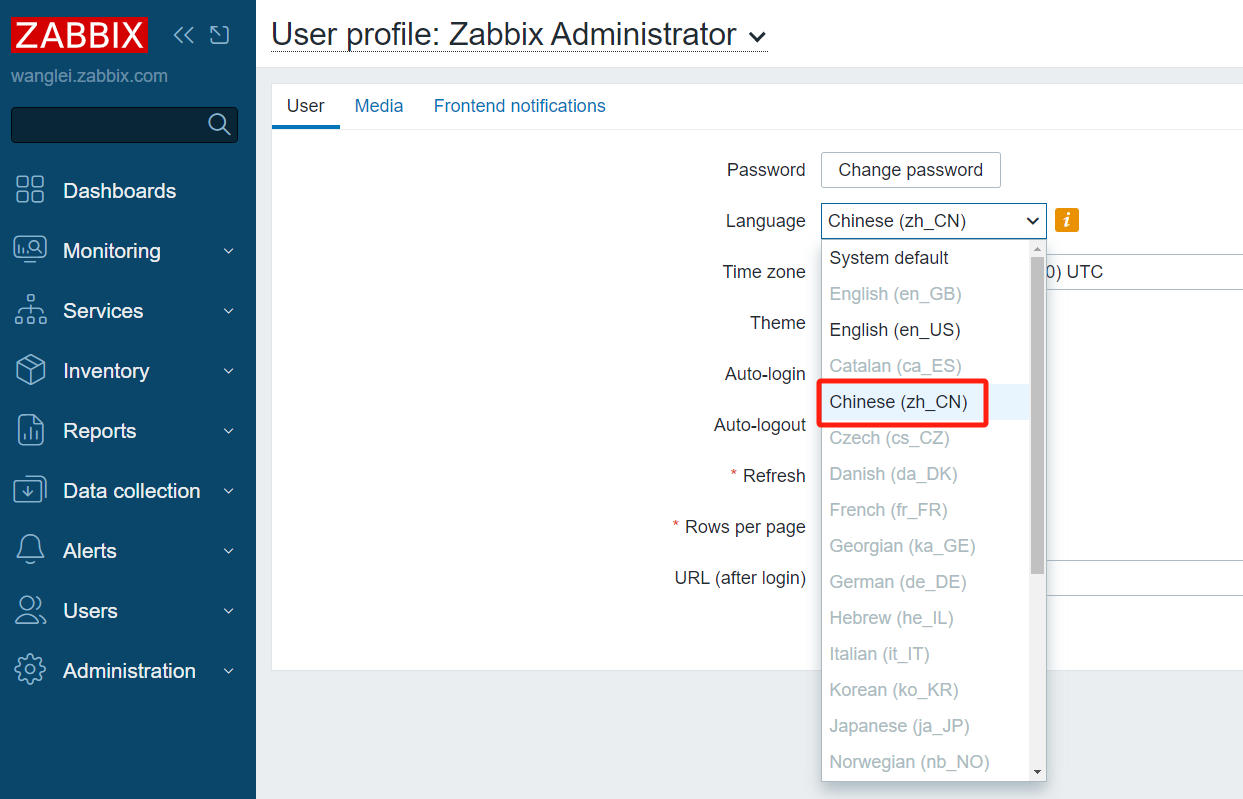 ZABBIX
wanglei.zabbix.com
Dashboards
Monitoring
Services
Inventory
Reports
Data collection
Alerts
Users
Administration
User profile: Zabbix Administrator
User Media Frontend notifications
Password Change password
Language Chinese (zh_CN) i
Time zone 0) UTC
Theme
Auto-login
Auto-logout
* Refresh
* Rows per page
URL (after login)
System default
English (en_GB)
English (en_US)
Catalan (ca_ES)
Chinese (zh_CN)
Czech (cs_CZ)
Danish (da_DK)
French (fr_FR)
Georgian (ka_GE)
German (de_DE)
Hebrew (he_IL)
Italian (it_IT)
Korean (ko_KR)
Japanese (ja_JP)
Norwegian (nb_NO)